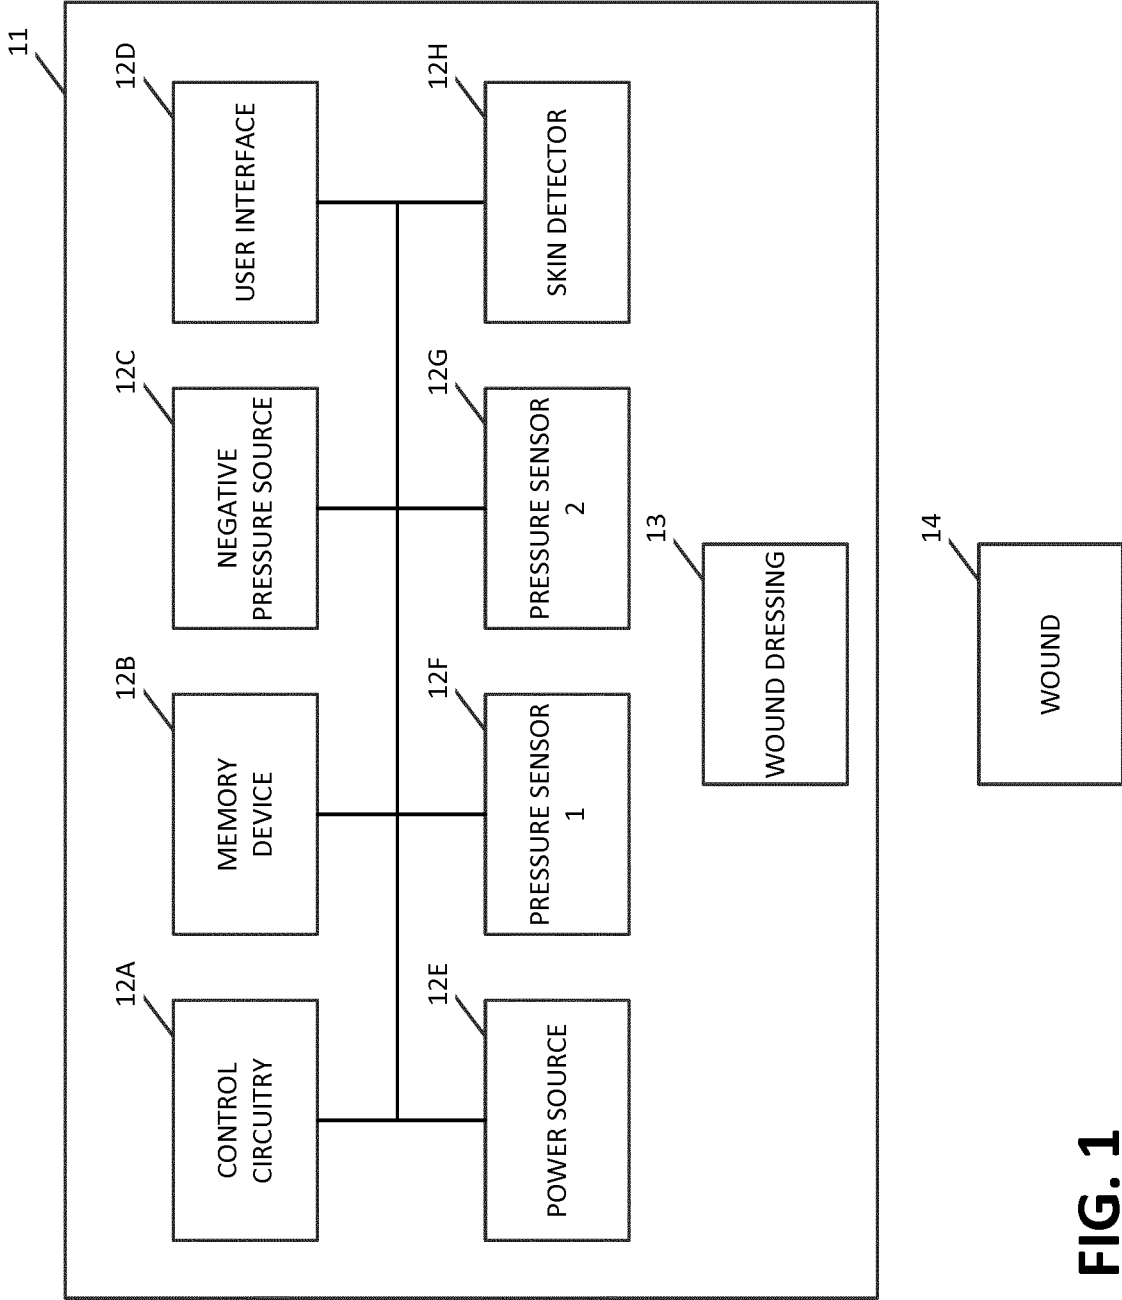 11
12A
CONTROL
CIRCUITRY
12B
MEMORY
DEVICE
12C
NEGATIVE
PRESSURE SOURCE
12D
USER INTERFACE
12E
POWER SOURCE
12F
PRESSURE SENSOR
1
12G
PRESSURE SENSOR
2
12H
SKIN DETECTOR
13
WOUND DRESSING
14
WOUND
FIG. 1